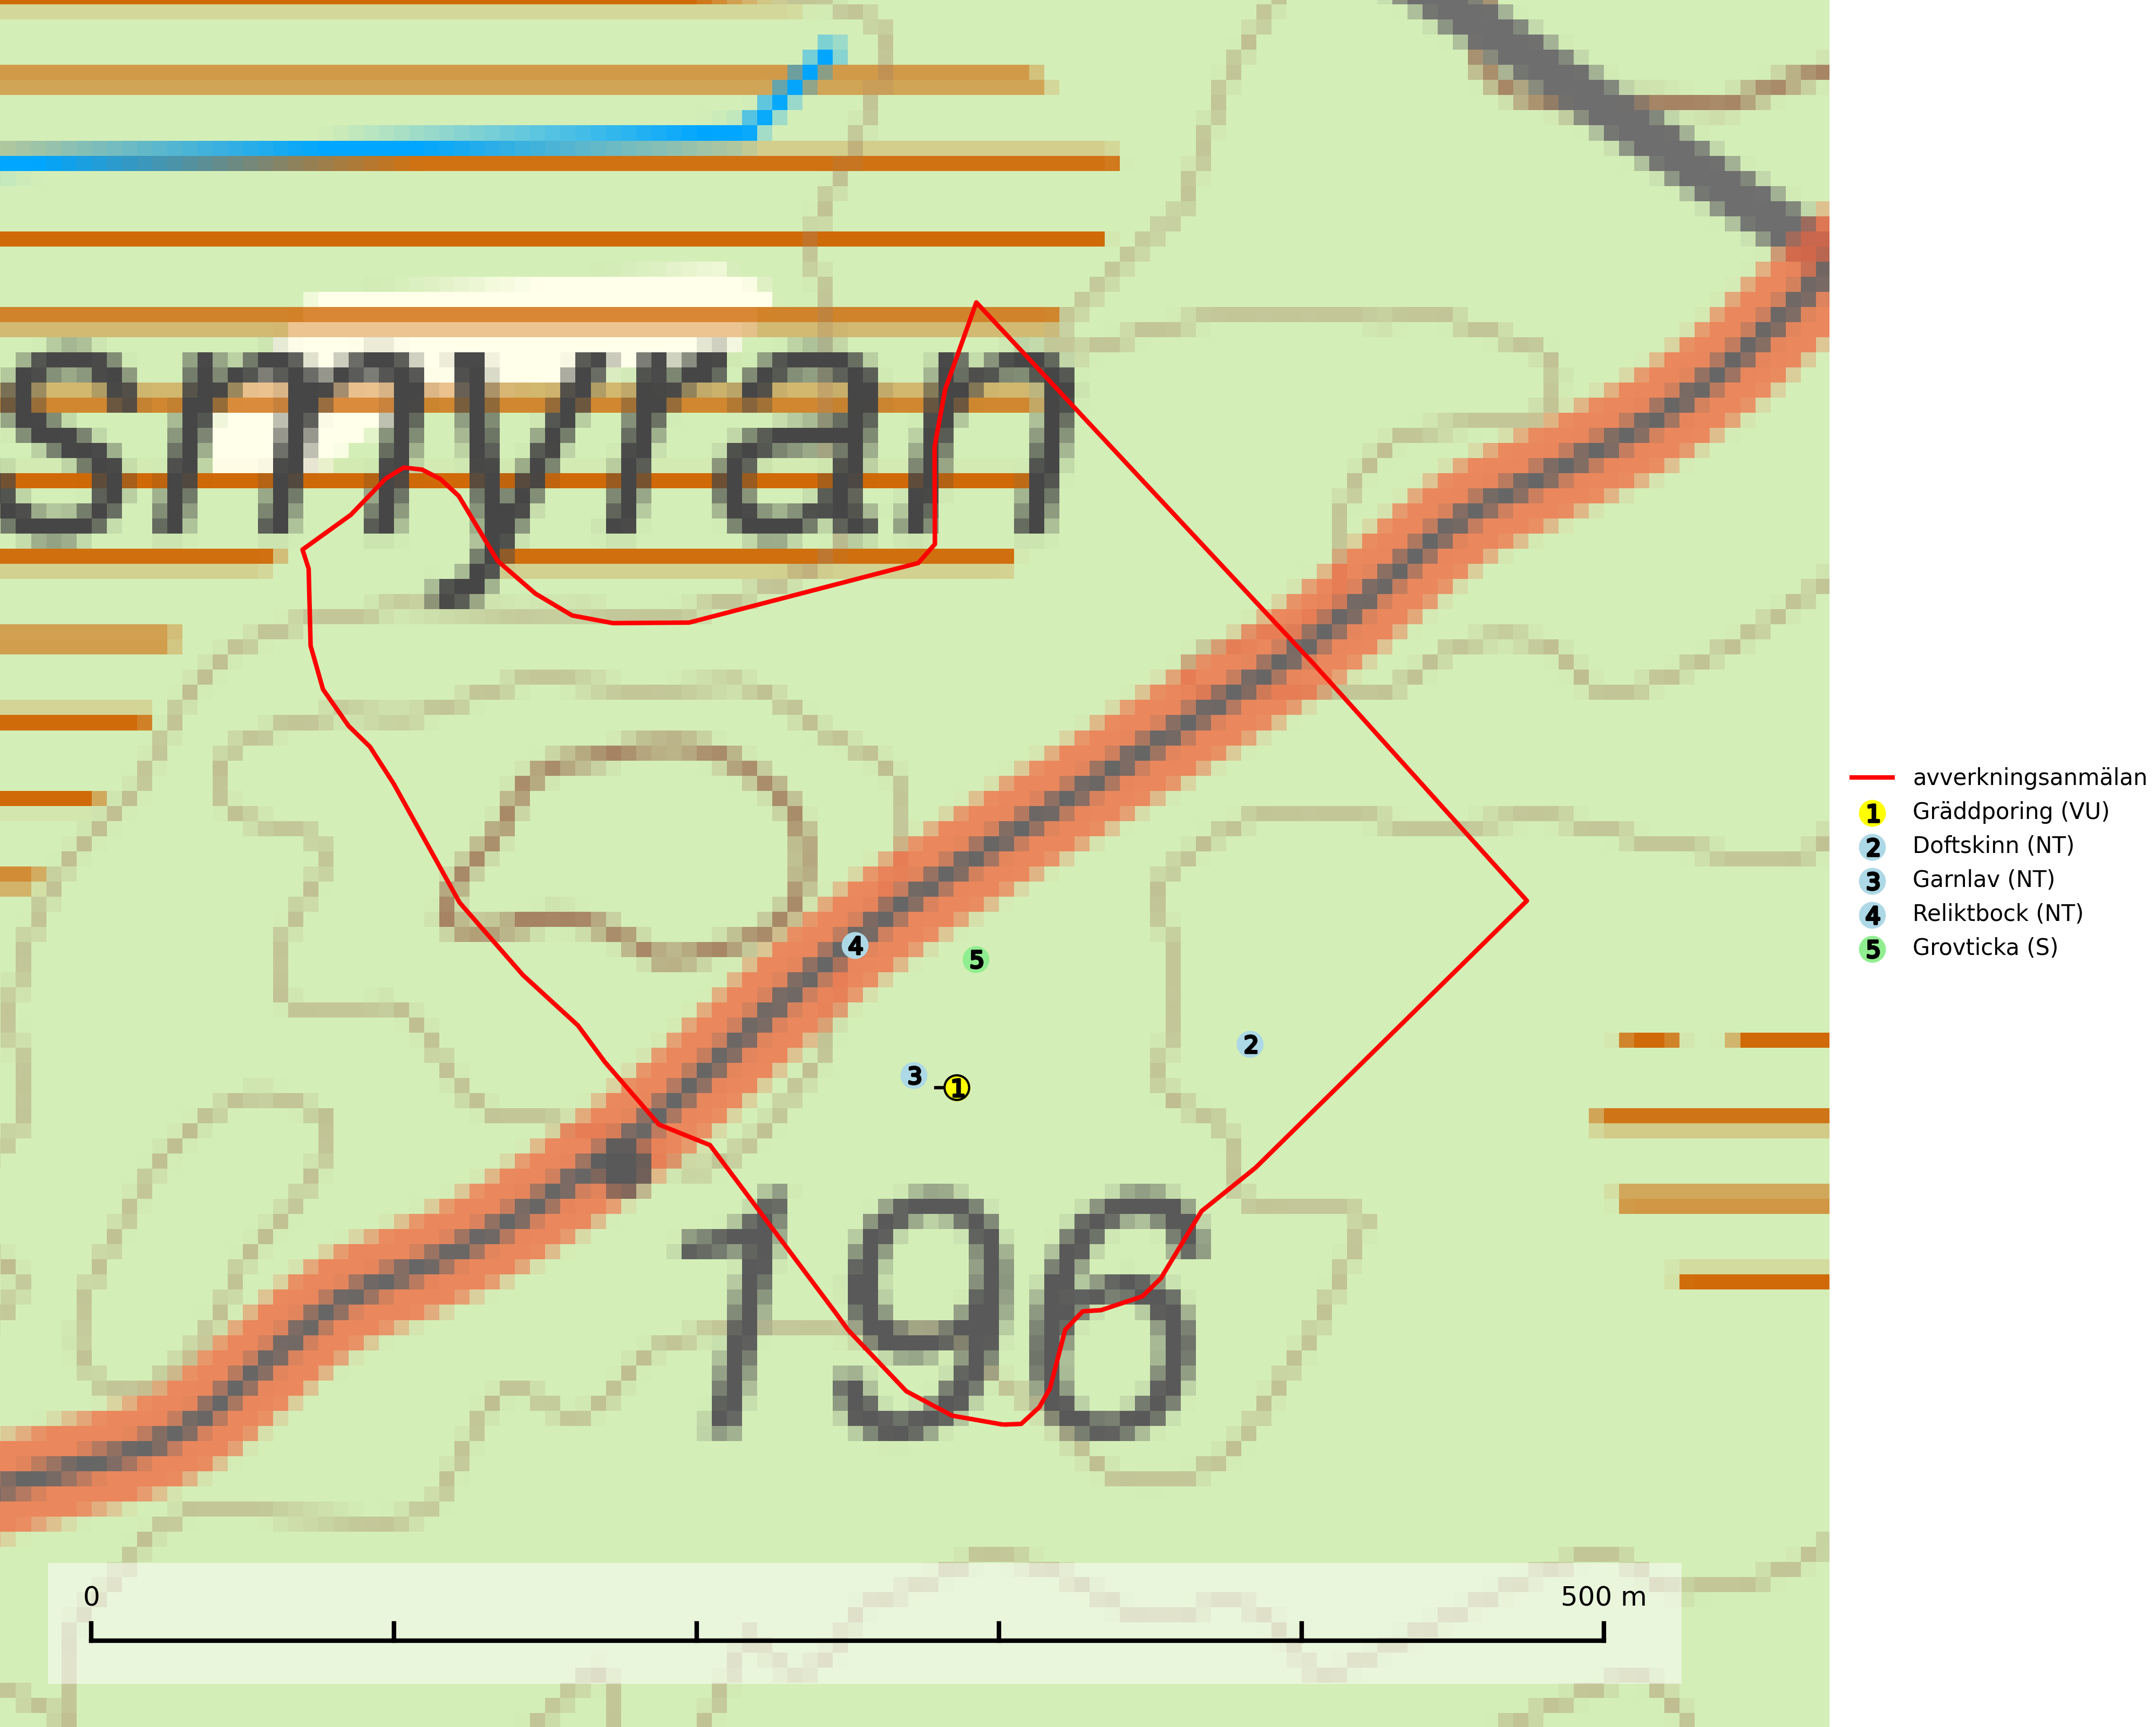 smyran
avverkningsanmälan
1 Gräddporing (VU)
2 Doftskinn (NT)
3 Garnlav (NT)
4 Reliktbock (NT)
5 Grovticka (S)
4
5
2
3
1
196
0 500 m